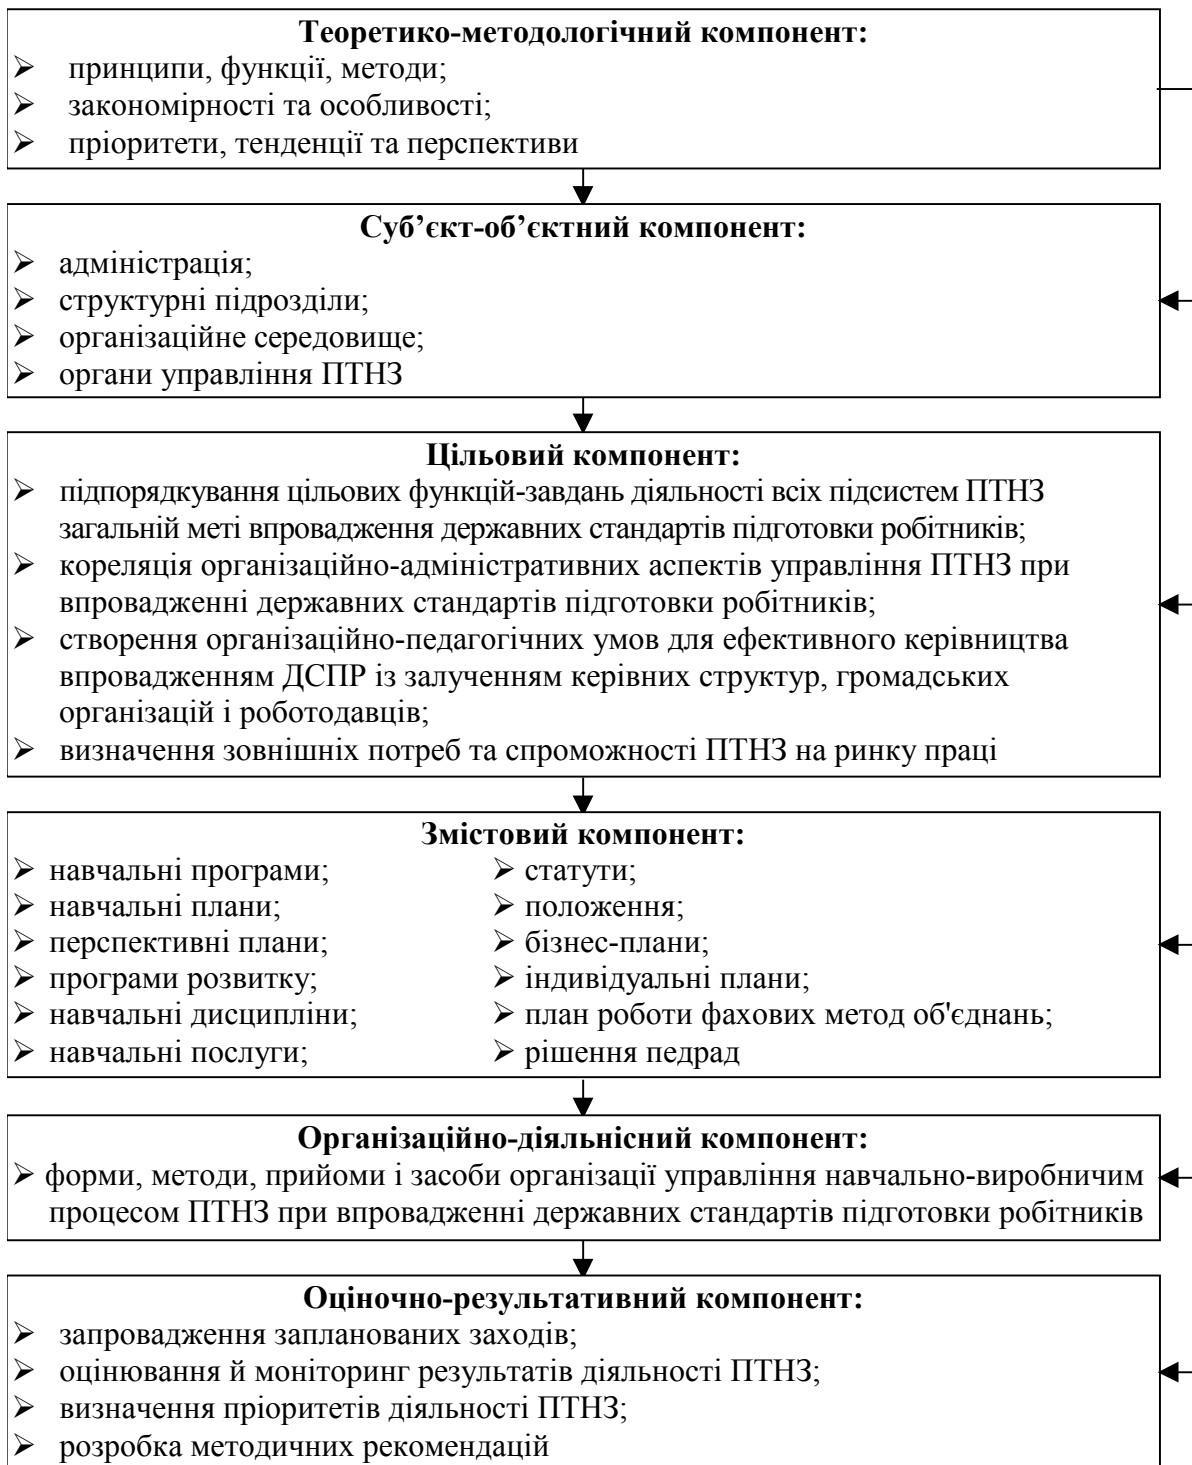 Теоретико-методологічний компонент:
➢ принципи, функції, методи;
➢ закономірності та особливості;
➢ пріоритети, тенденції та перспективи
Суб’єкт-об’єктний компонент:
➢ адміністрація;
➢ структурні підрозділи;
➢ організаційне середовище;
➢ органи управління ПТНЗ
Цільовий компонент:
➢ підпорядкування цільових функцій-завдань діяльності всіх підсистем ПТНЗ
загальній меті впровадження державних стандартів підготовки робітників;
➢ кореляція організаційно-адміністративних аспектів управління ПТНЗ при
впровадженні державних стандартів підготовки робітників;
➢ створення організаційно-педагогічних умов для ефективного керівництва
впровадженням ДСПР із залученням керівних структур, громадських
організацій і роботодавців;
➢ визначення зовнішніх потреб та спроможності ПТНЗ на ринку праці
Змістовий компонент:
➢ навчальні програми;
➢ навчальні плани;
➢ перспективні плани;
➢ програми розвитку;
➢ навчальні дисципліни;
➢ навчальні послуги;
➢ статути;
➢ положення;
➢ бізнес-плани;
➢ індивідуальні плани;
➢ план роботи фахових метод об'єднань;
➢ рішення педрад
Організаційно-діяльнісний компонент:
➢ форми, методи, прийоми і засоби організації управління навчально-виробничим
процесом ПТНЗ при впровадженні державних стандартів підготовки робітників
Оціночно-результативний компонент:
➢ запровадження запланованих заходів;
➢ оцінювання й моніторинг результатів діяльності ПТНЗ;
➢ визначення пріоритетів діяльності ПТНЗ;
➢ розробка методичних рекомендацій